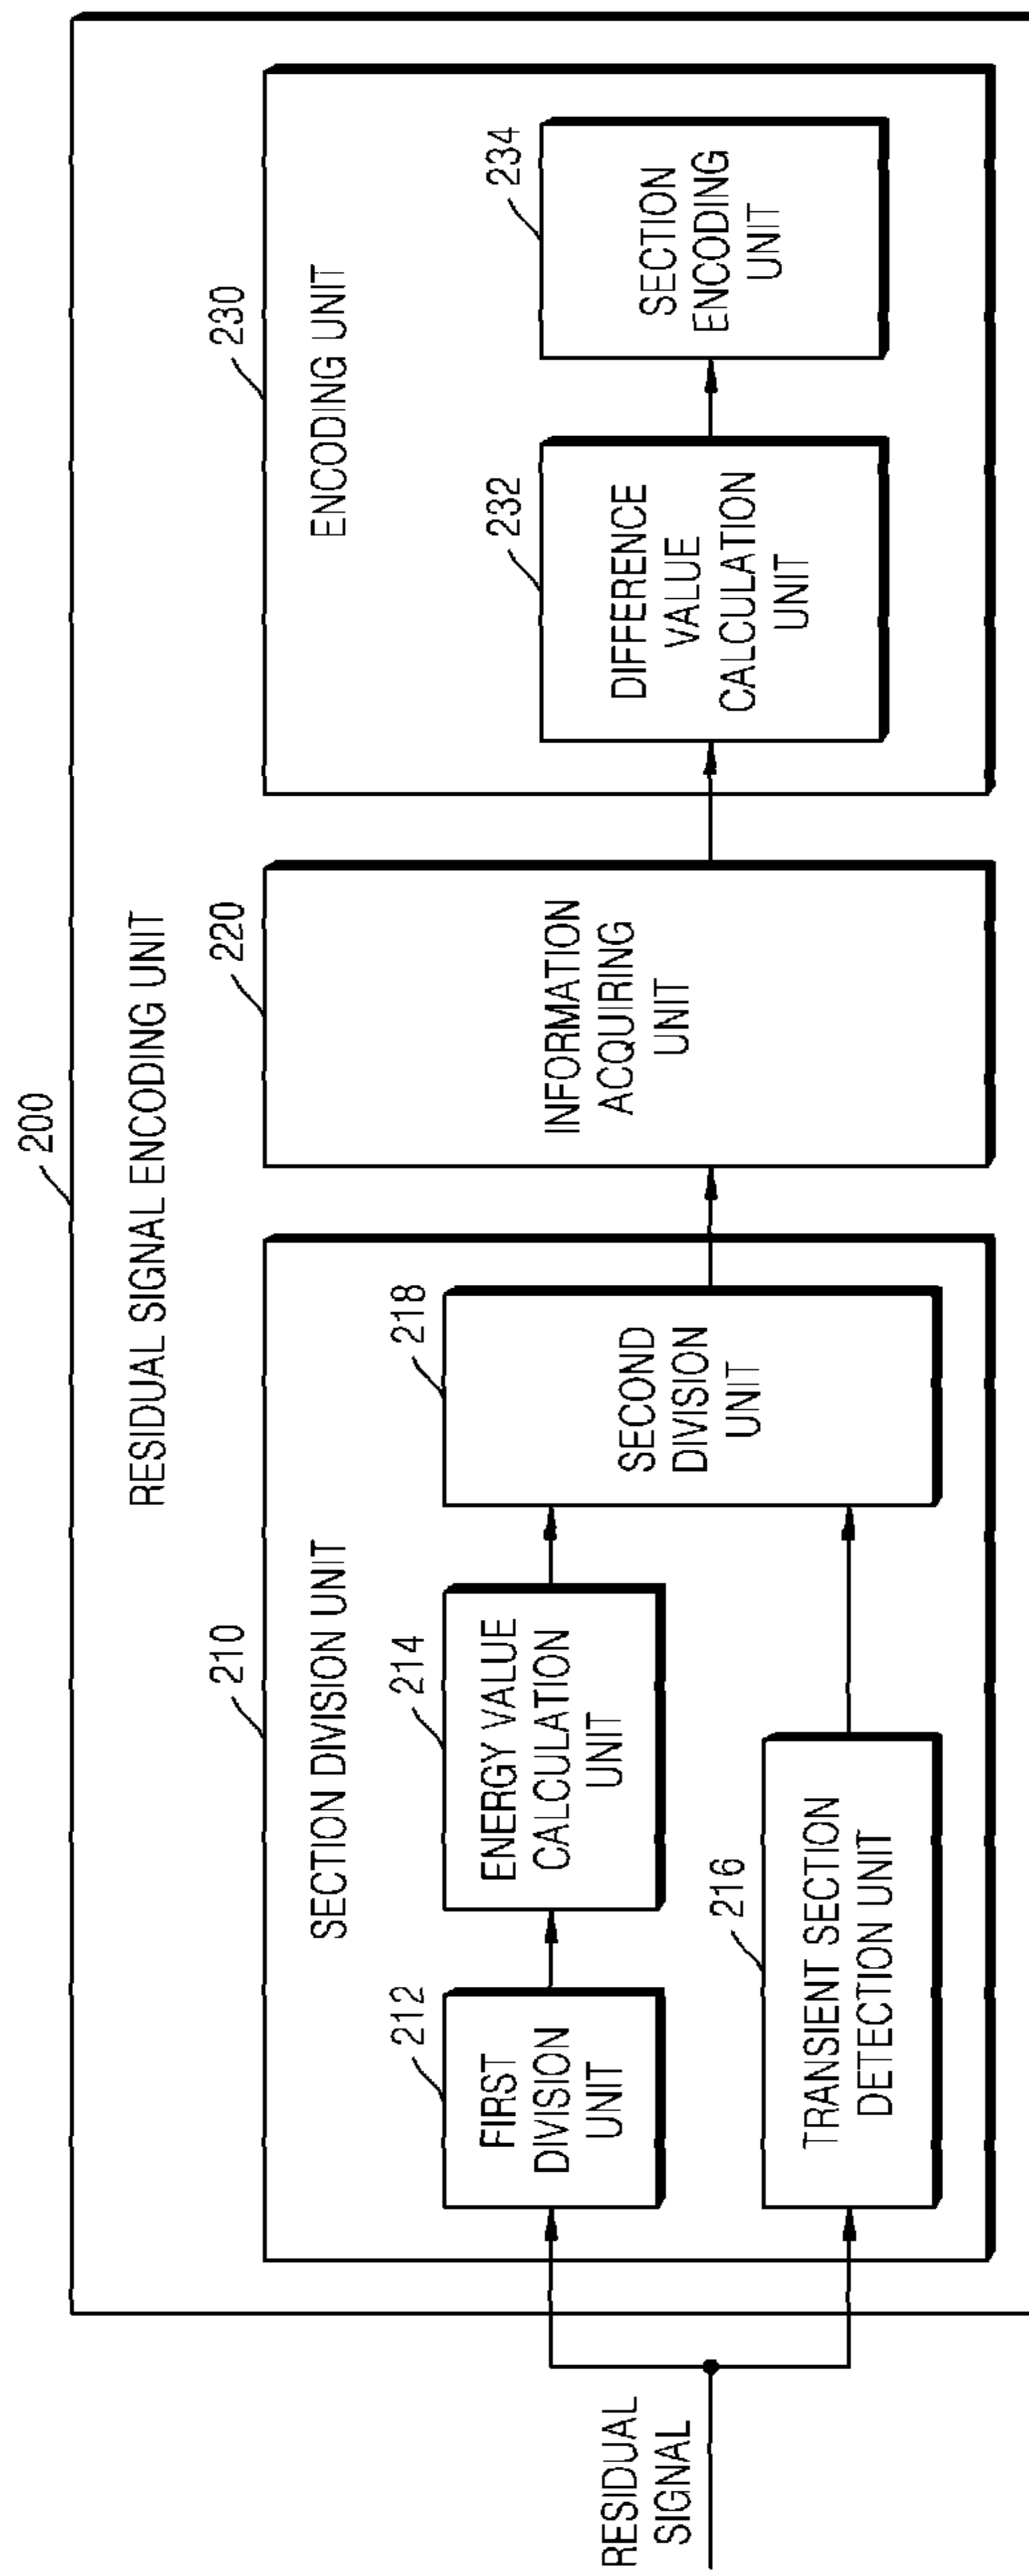 200
RESIDUAL SIGNAL ENCODING UNIT
RESIDUAL
SIGNAL
210
SECTION DIVISION UNIT
212
FIRST
DIVISION
UNIT
214
ENERGY VALUE
CALCULATION
UNIT
216
TRANSIENT SECTION
DETECTION UNIT
218
SECOND
DIVISION
UNIT
220
INFORMATION
ACQUIRING
UNIT
230
ENCODING UNIT
232
DIFFERENCE
VALUE
CALCULATION
UNIT
234
SECTION
ENCODING
UNIT